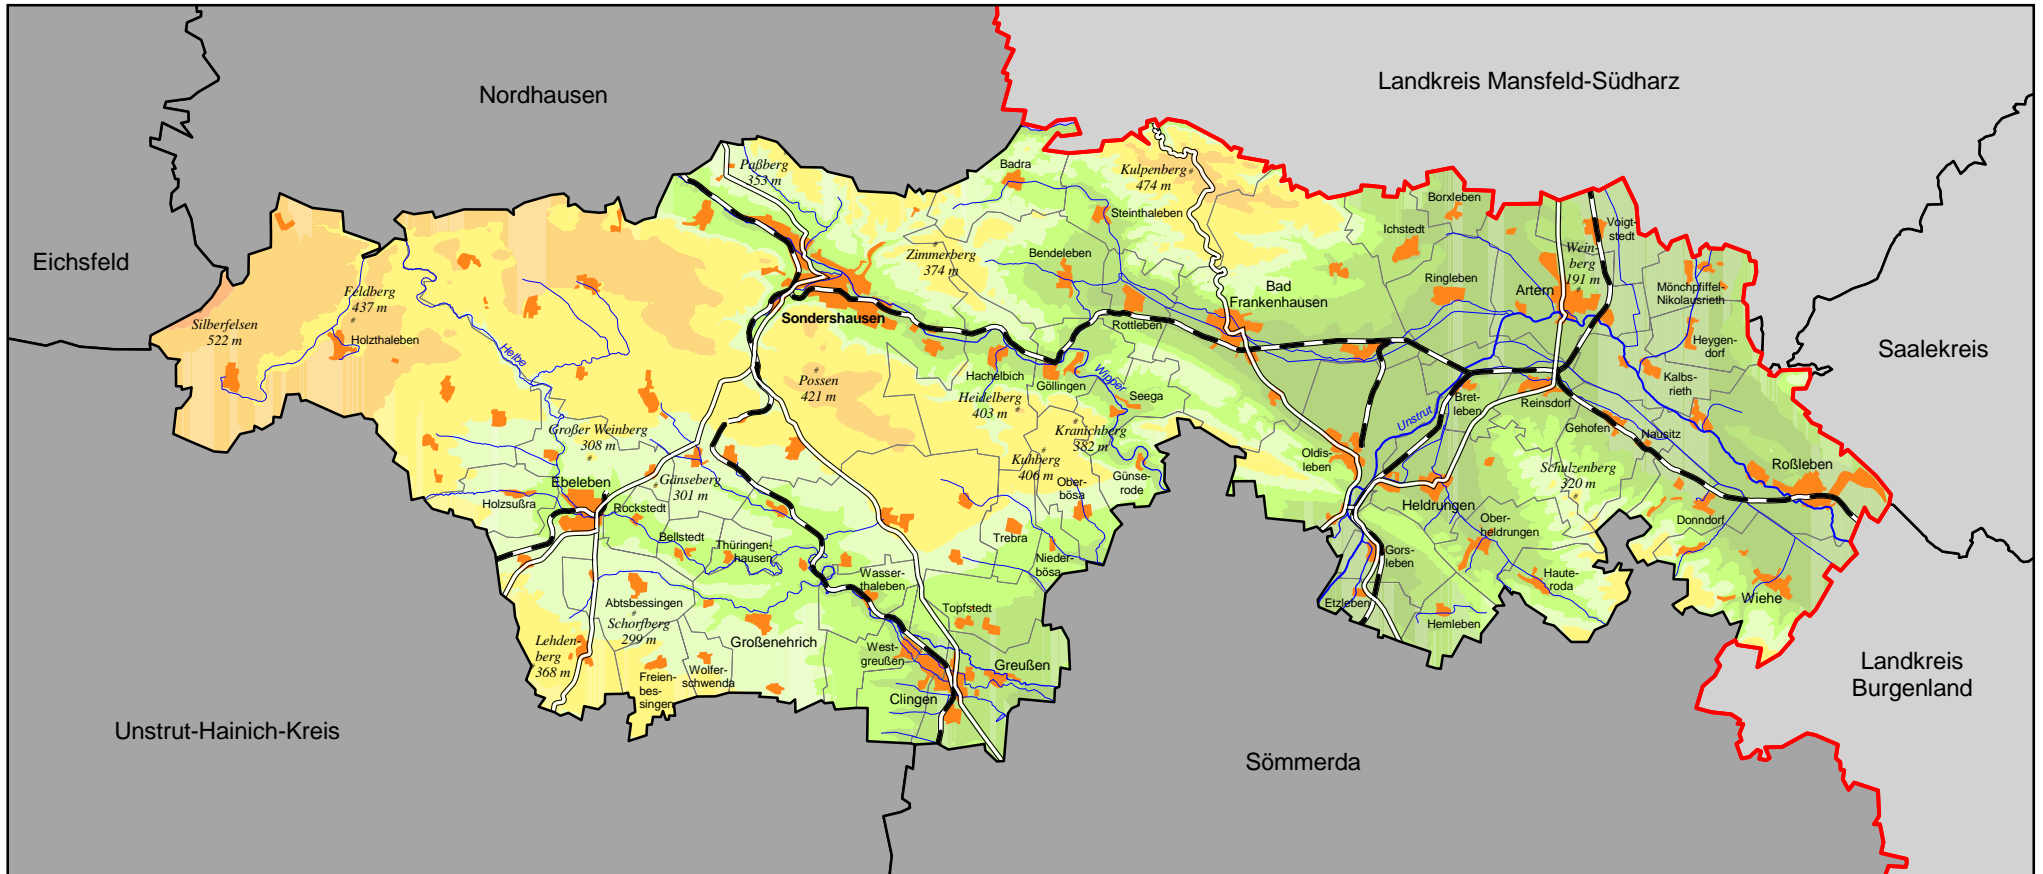 Landkreis Mansfeld-Südharz
Nordhausen
Eichsfeld
Saalekreis
Landkreis
Burgenland
Sömmerda
Unstrut-Hainich-Kreis
Paßberg
353 m
Badra
Kulpenberg
474 m
Steinthaleben
Borxleben
Ichstedt
Voigt-
stedt
Wein-
berg
191 m
Zimmerberg
374 m
Bendeleben
Bad
Frankenhausen
Ringleben
Artern
Mönchpfiffel-
Nikolausrieth
Feldberg
437 m
Silberfelsen
522 m
Holzthaleben
Helbe
Sondershausen
Rottleben
Heygen-
dorf
Possen
421 m
Hachelbich
Göllingen
Wipper
Seega
Heidelberg
403 m
Kalbs-
rieth
Bret-
leben
Reinsdorf
Unstrut
Gehofen
Nausitz
Großer Weinberg
308 m
Kranichberg
382 m
Kuhberg
406 m
Ober-
bösa
Günse-
rode
Oldis-
leben
Schulzenberg
320 m
Roßleben
Ebeleben
Gänseberg
301 m
Holzsußra
Rockstedt
Heldrungen
Donndorf
Bellstedt
Thüringen-
hausen
Trebra
Nieder-
bösa
Ober-
heldrungen
Gors-
leben
Wasser-
thaleben
Haute-
roda
Wiehe
Etzleben
Hemleben
Abtsbessingen
Schorfberg
299 m
Topfstedt
Lehden-
berg
368 m
Großenehrich
West-
greußen
Greußen
Freien-
bes-
singen
Wolfer-
schwenda
Clingen